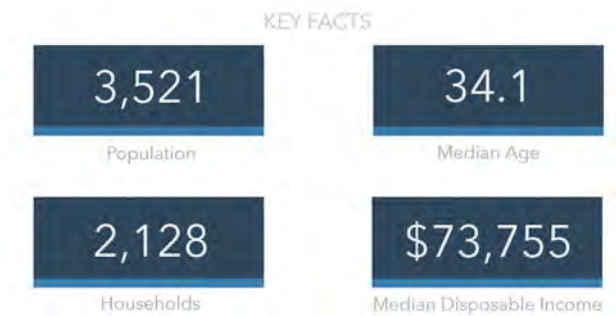 KEY FACTS
3,521
34.1
Population
Median Age
2,128
$73,755
Households
Median Disposable Income